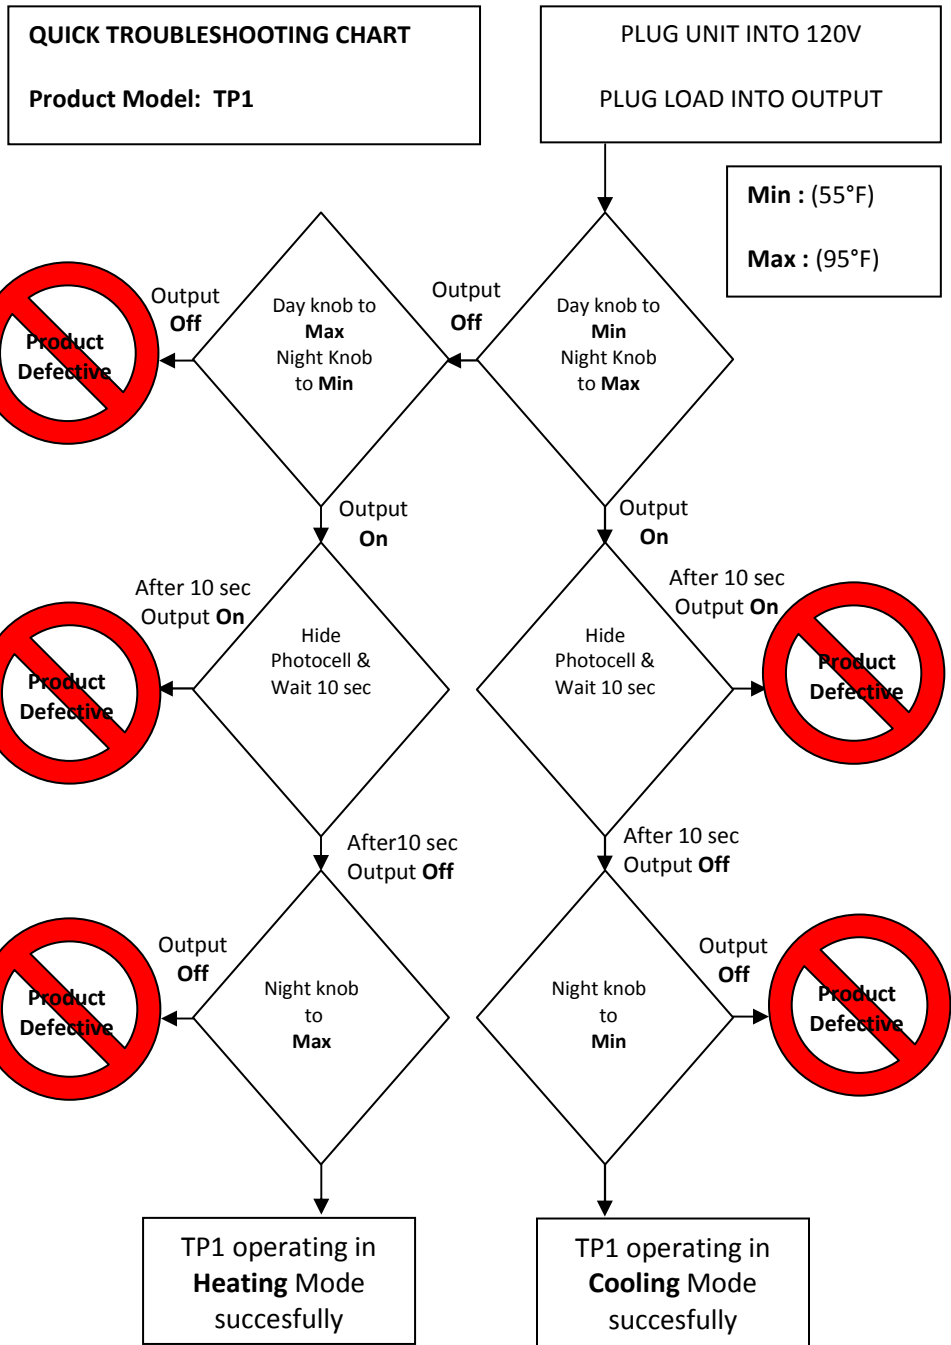 QUICK TROUBLESHOOTING CHART
Product Model: TP1
PLUG UNIT INTO 120V
PLUG LOAD INTO OUTPUT
Min : (55°F)
Max : (95°F)
Day knob to
Min
Night Knob
to Max
Output
Off
Day knob to
Max
Night Knob
to Min
Output
Off
Product
Defective
Output
On
Output
On
Hide
Photocell &
Wait 10 sec
After 10 sec
Output On
Product
Defective
Hide
Photocell &
Wait 10 sec
After 10 sec
Output On
Product
Defective
After10 sec
Output Off
After 10 sec
Output Off
Night knob
to
Max
Output
Off
Product
Defective
Night knob
to
Min
Output
Off
Product
Defective
TP1 operating in
Heating Mode
succesfully
TP1 operating in
Cooling Mode
succesfully